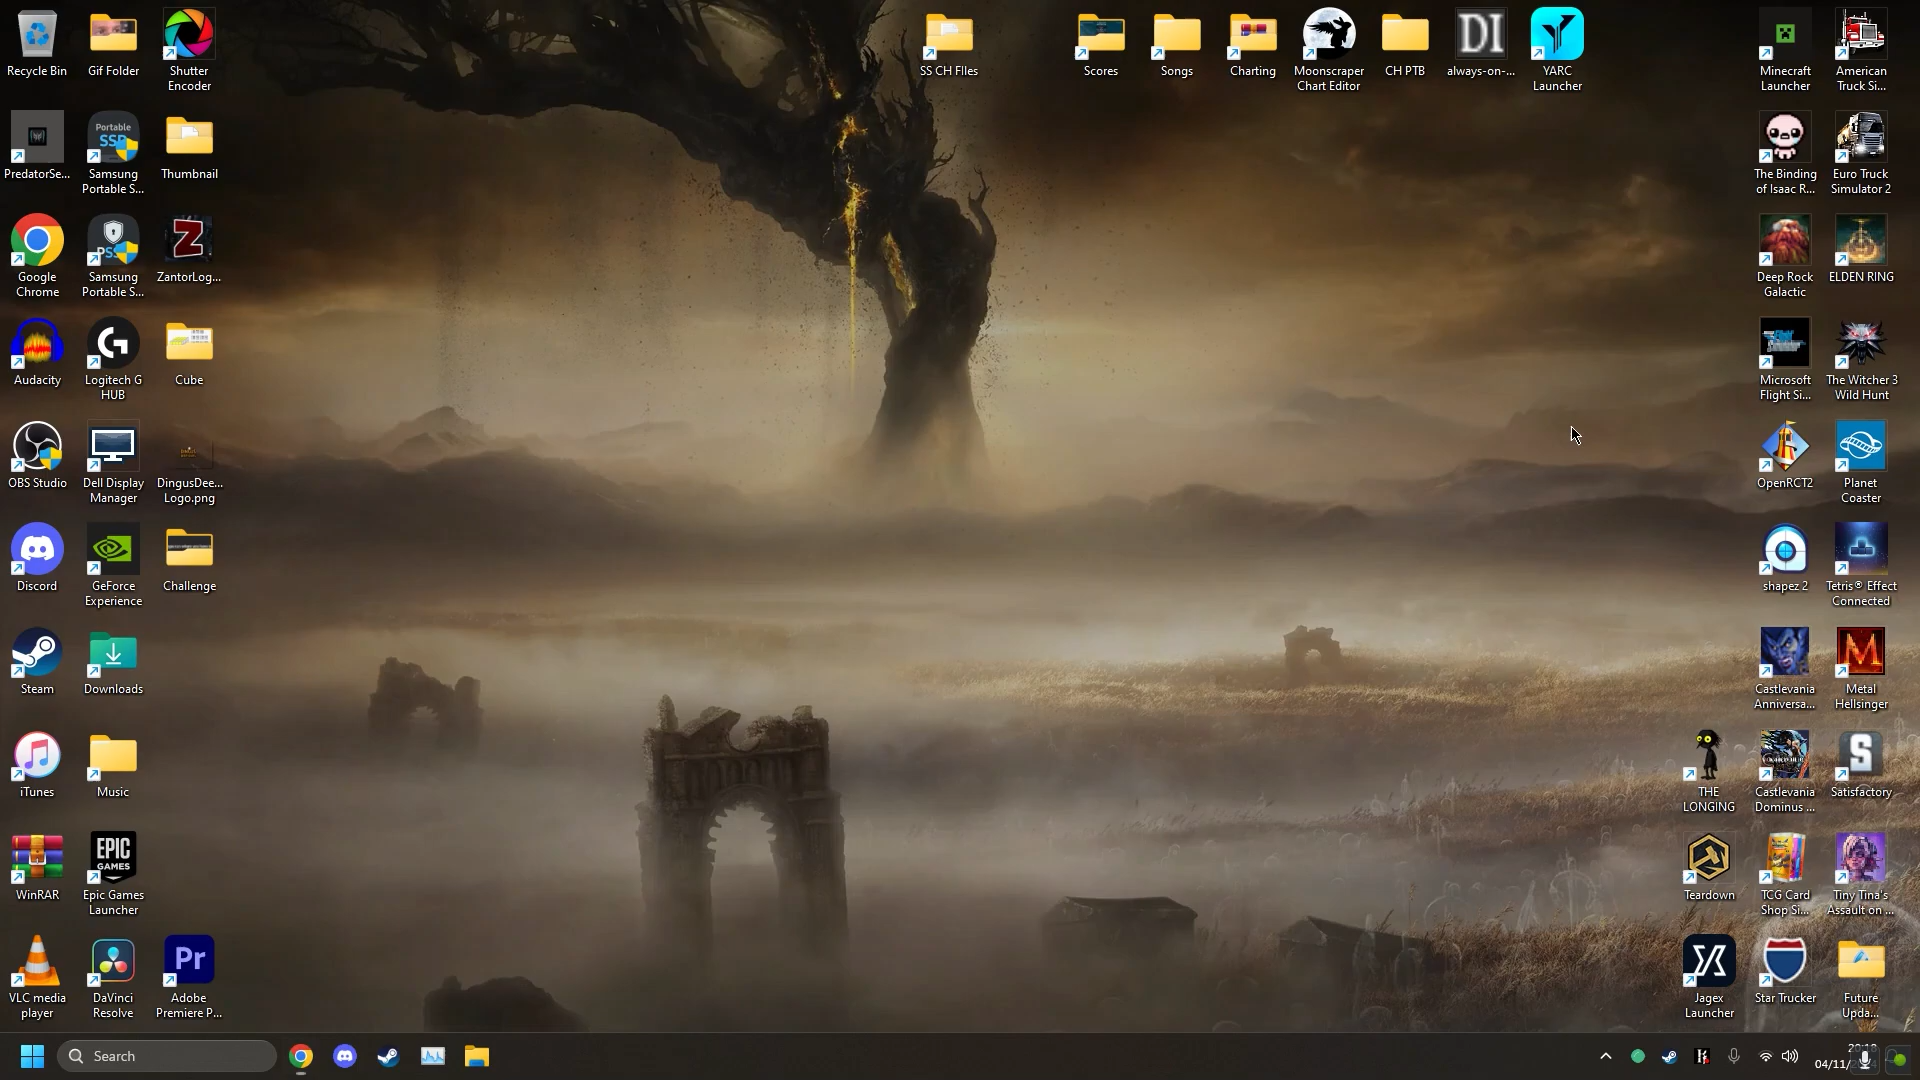 Recycle Bin
Gif Folder
Shutter
Encoder
SS CH FIles
Scores
Songs
Charting
Moonscraper
Chart Editor
CH PTB
DI
always-on-...
YARC
Launcher
Minecraft
Launcher
American
Truck Si...
PredatorSe...
Portable
SSD
Samsung
Portable S...
Thumbnail
The Binding
of Isaac R...
Euro Truck
Simulator 2
Google
Chrome
PSS
Samsung
Portable S...
Z
ZantorLog...
Deep Rock
Galactic
ELDEN RING
Audacity
Logitech G
HUB
Cube
Microsoft
Flight Si...
The Witcher 3
Wild Hunt
OBS Studio
Dell Display
Manager
DingusDee...
Logo.png
OpenRCT2
Planet
Coaster
Discord
GeForce
Experience
Challenge
shapez 2
Tetris® Effect
Connected
Steam
Downloads
Castlevania
Anniversa...
M
Metal
Hellsinger
iTunes
Music
THE
LONGING
Castlevania
Dominus ...
S
Satisfactory
WinRAR
EPIC
GAMES
Epic Games
Launcher
Teardown
TCG Card
Shop Si...
Tiny Tina's
Assault on ...
VLC media
player
DaVinci
Resolve
Pr
Adobe
Premiere P...
Jagex
Launcher
Star Trucker
Future
Upda...
Search
04/11/